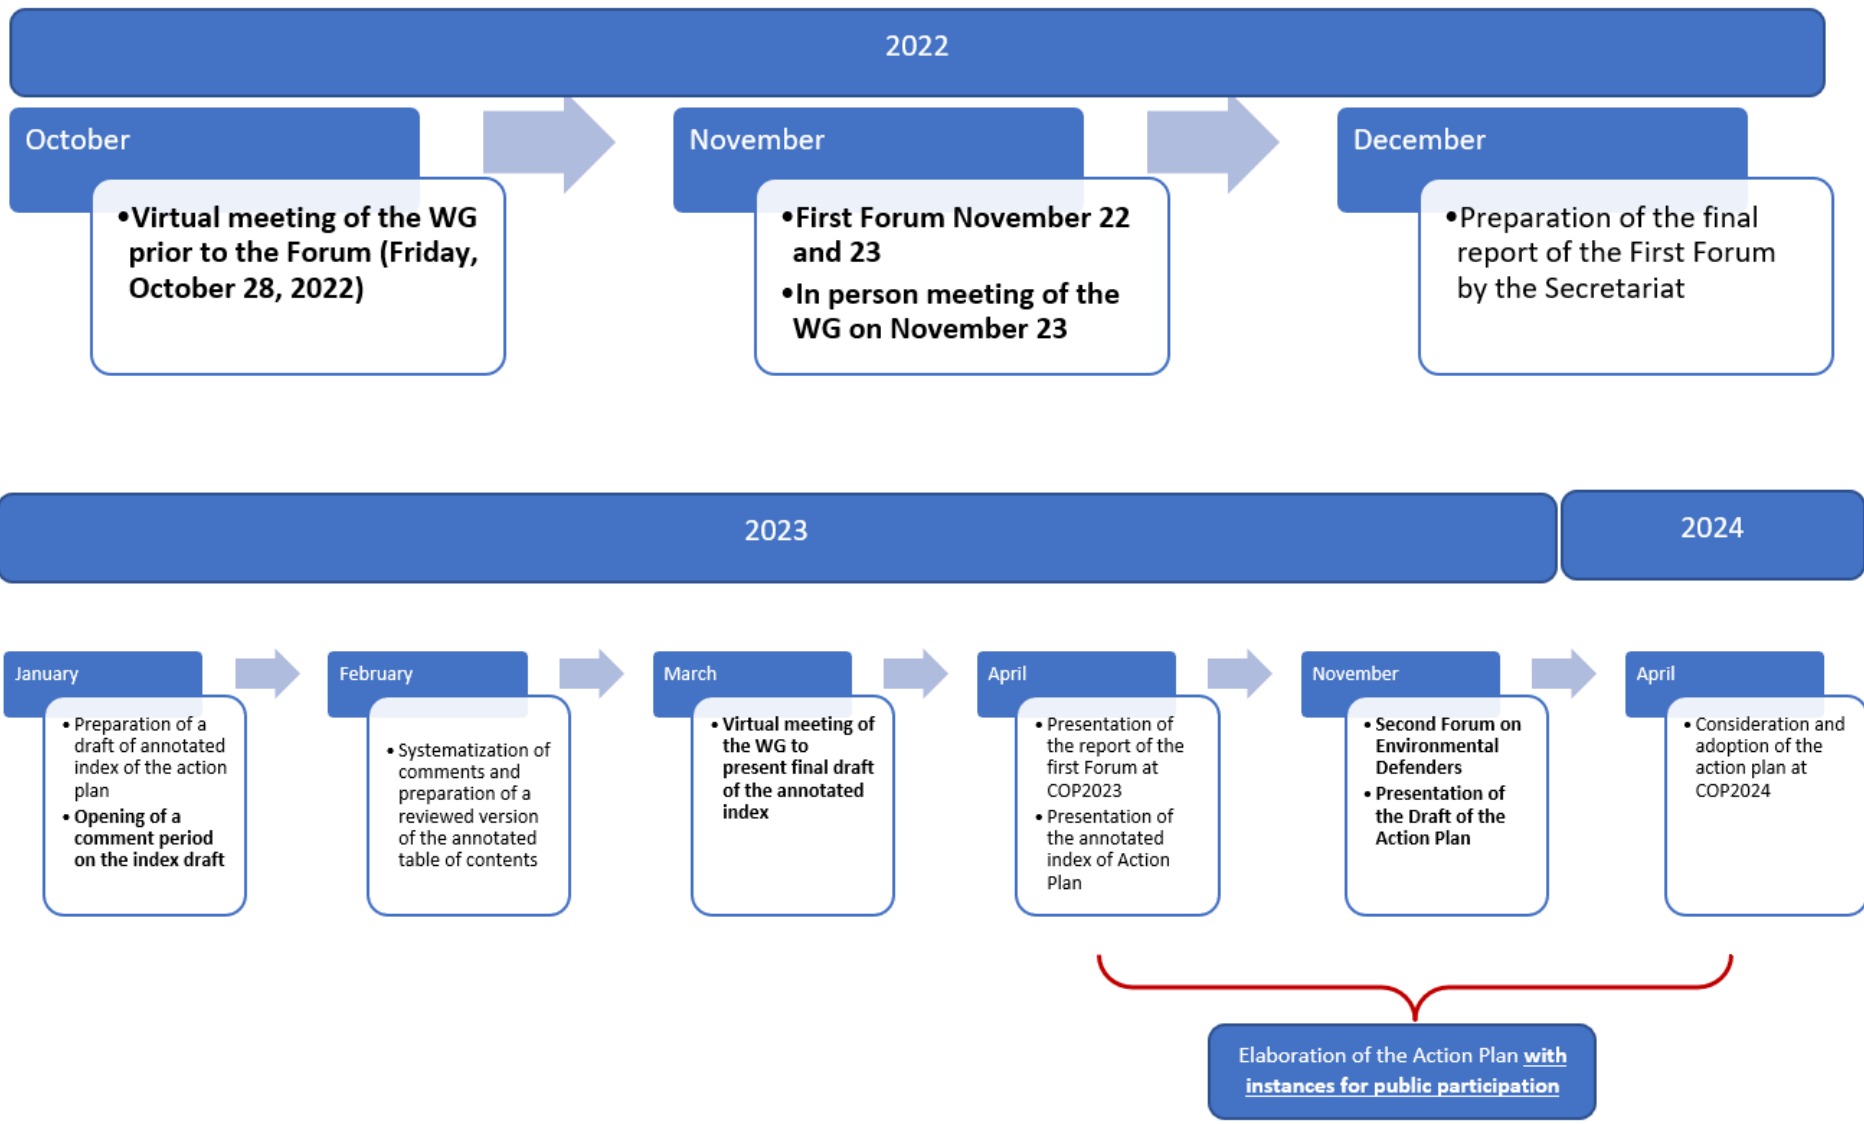 2022
October
•Virtual meeting of the WG
prior to the Forum (Friday,
October 28, 2022)
November
•First Forum November 22
and 23
•In person meeting of the
WG on November 23
December
•Preparation of the final
report of the First Forum
by the Secretariat
2023
2024
January
• Preparation of a
draft of annotated
index of the action
plan
• Opening of a
comment period
on the index draft
February
• Systematization of
comments and
preparation of a
reviewed version
of the annotated
table of contents
March
• Virtual meeting of
the WG to
present final draft
of the annotated
index
April
• Presentation of
the report of the
first Forum at
COP2023
• Presentation of
the annotated
index of Action
Plan
November
• Second Forum on
Environmental
Defenders
• Presentation of
the Draft of the
Action Plan
April
• Consideration and
adoption of the
action plan at
COP2024
Elaboration of the Action Plan with
instances for public participation